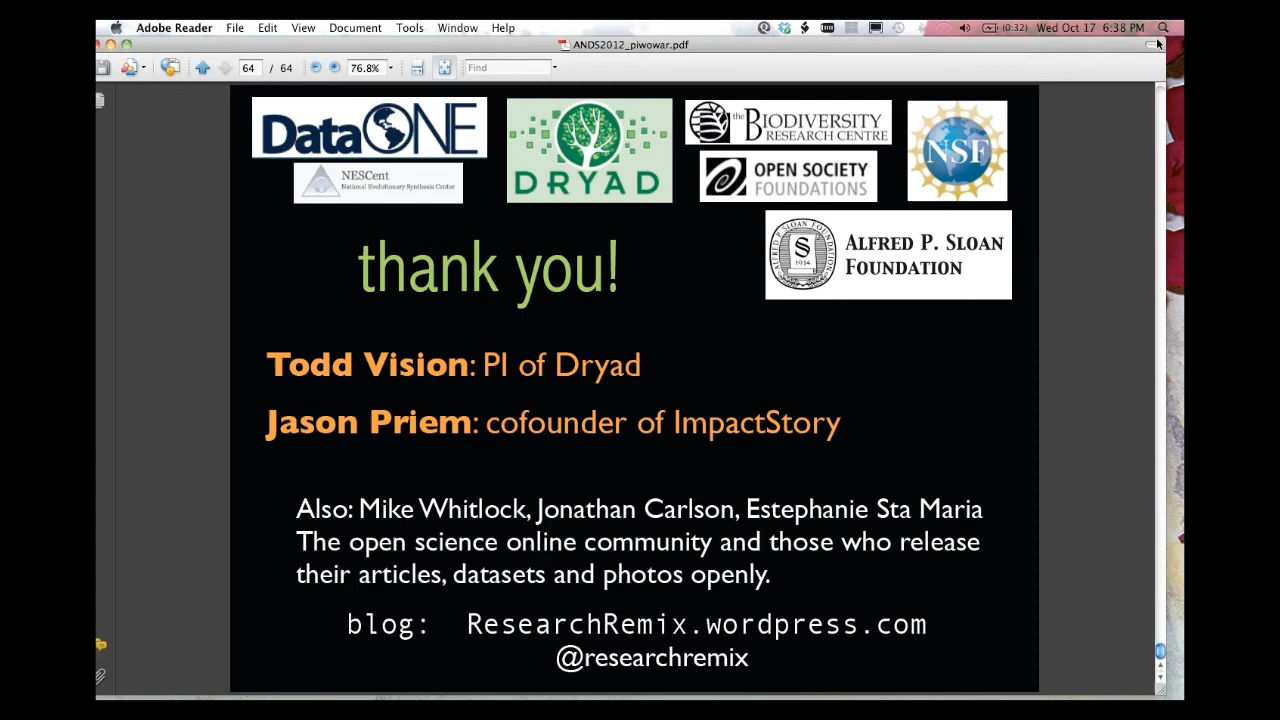 Adobe Reader File Edit View Document Tools Window Help
(0:32) Wed Oct 17 6:38 PM
ANDS2012_piwowar.pdf
64 / 64 76.8% Find
DataONE
NESCent
National Evolutionary Synthesis Center
DRYAD
the BIODIVERSITY
RESEARCH CENTRE
OPEN SOCIETY
FOUNDATIONS
NSF
ALFRED P. SLOAN FOUNDATION
1934
ALFRED P. SLOAN
FOUNDATION
thank you!
Todd Vision: PI of Dryad
Jason Priem: cofounder of ImpactStory
Also: Mike Whitlock, Jonathan Carlson, Estephanie Sta Maria
The open science online community and those who release
their articles, datasets and photos openly.
blog: ResearchRemix.wordpress.com
@researchremix